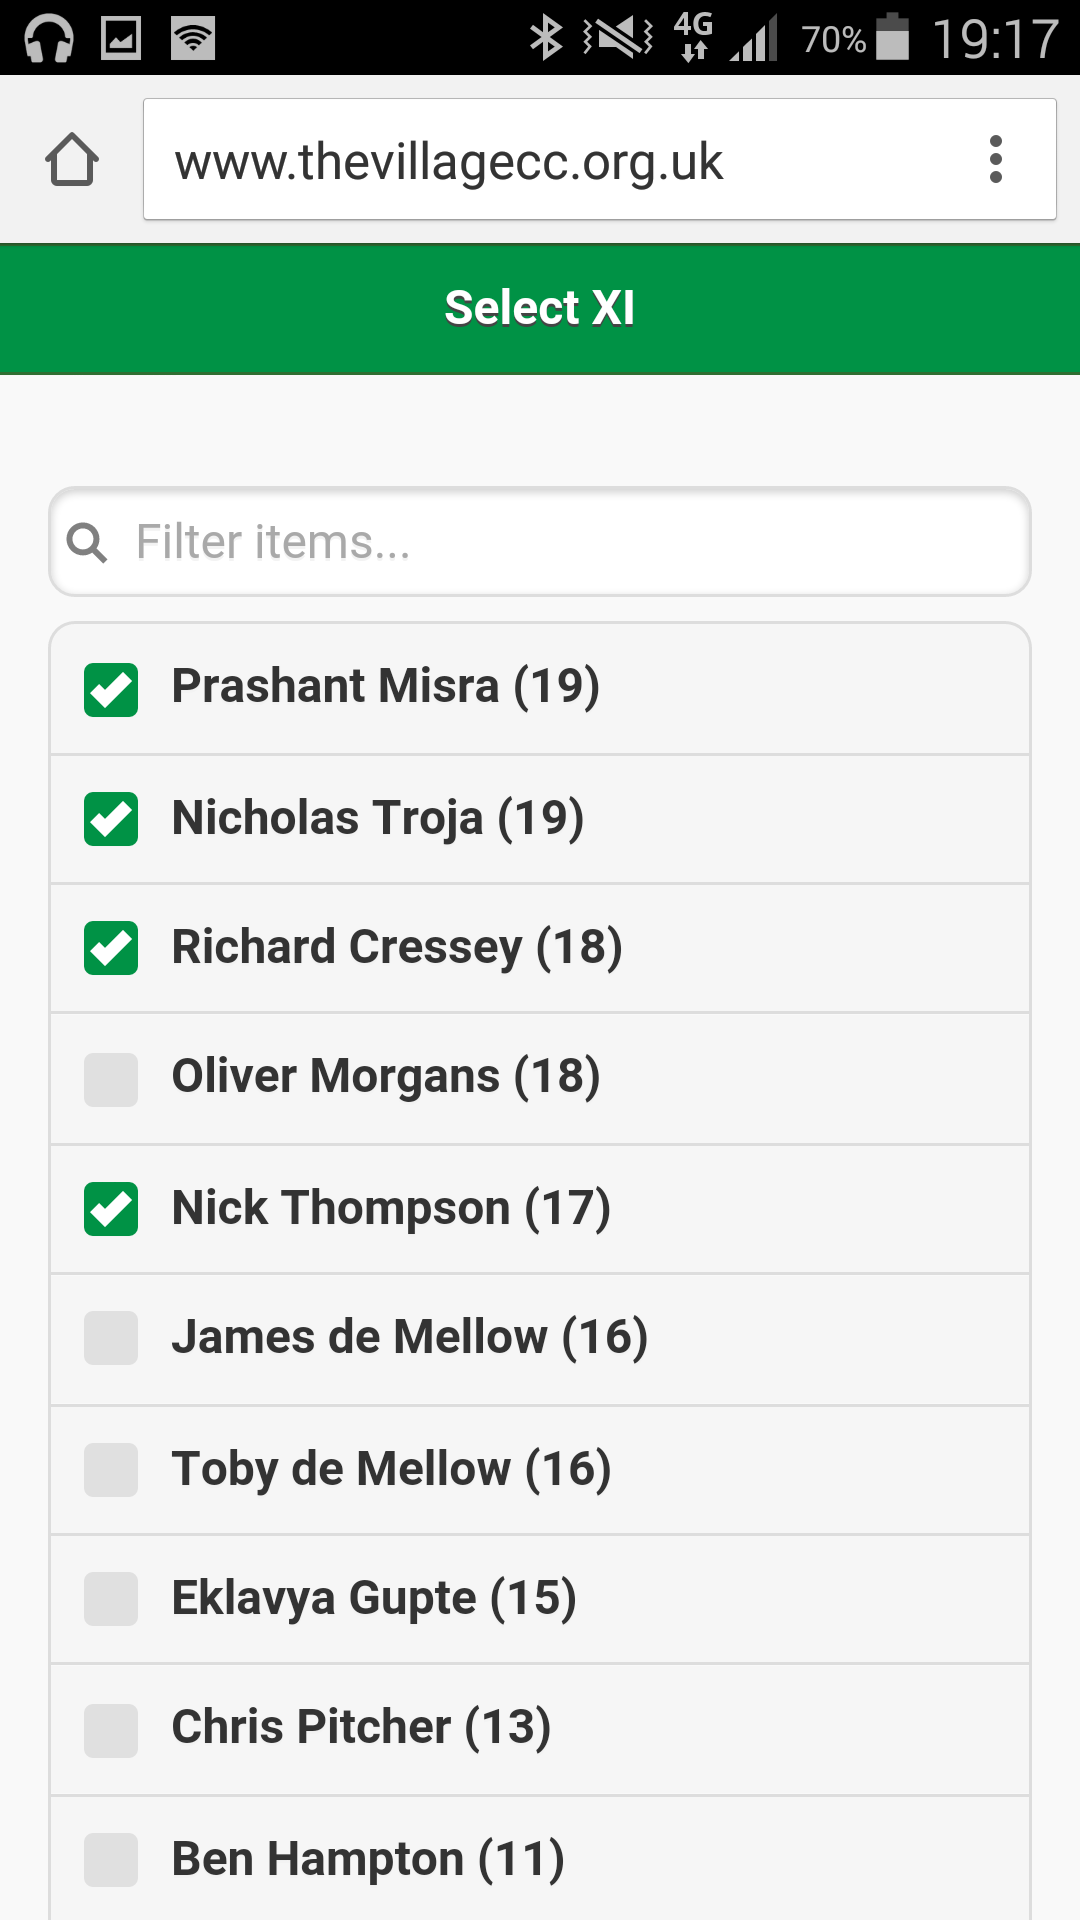 4G 70% 19:17
www.thevillagecc.org.uk
Select XI
Filter items...
Prashant Misra (19)
Nicholas Troja (19)
Richard Cressey (18)
Oliver Morgans (18)
Nick Thompson (17)
James de Mellow (16)
Toby de Mellow (16)
Eklavya Gupte (15)
Chris Pitcher (13)
Ben Hampton (11)